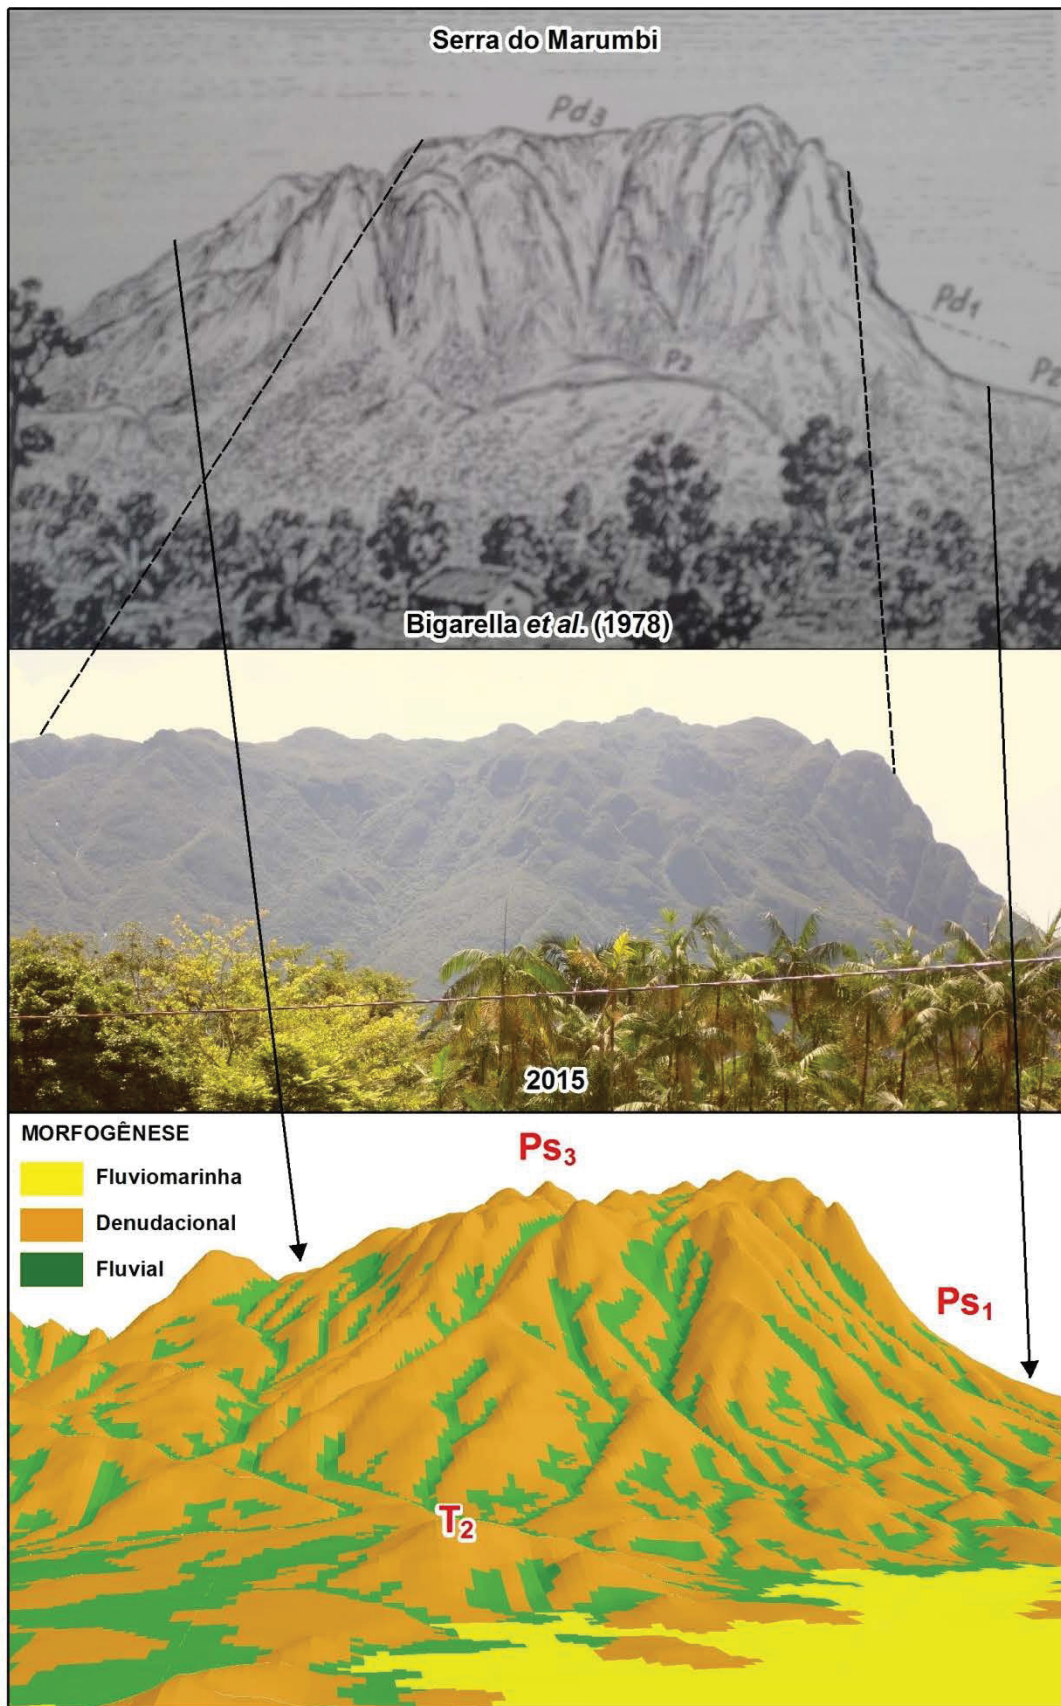 Serra do Marumbi
Pd3
Pd1
P2
P2
Bigarella et al. (1978)
2015
MORFOGÊNESE
Fluviomarinha
Denudacional
Fluvial
Ps3
Ps1
T2